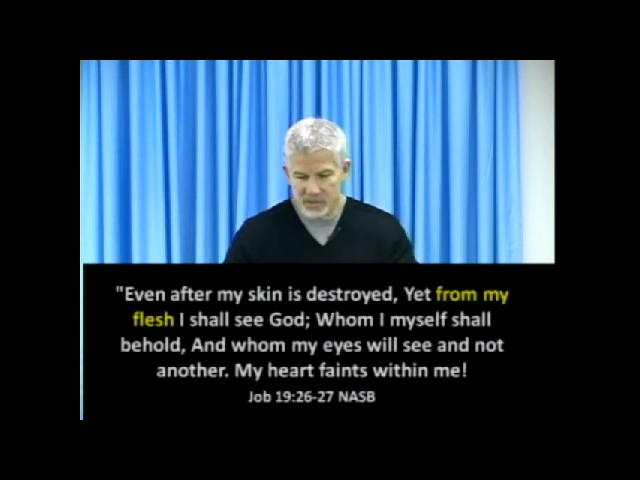 "Even after my skin is destroyed, Yet from my
flesh I shall see God; Whom I myself shall
behold, And whom my eyes will see and not
another. My heart faints within me!
Job 19:26-27 NASB